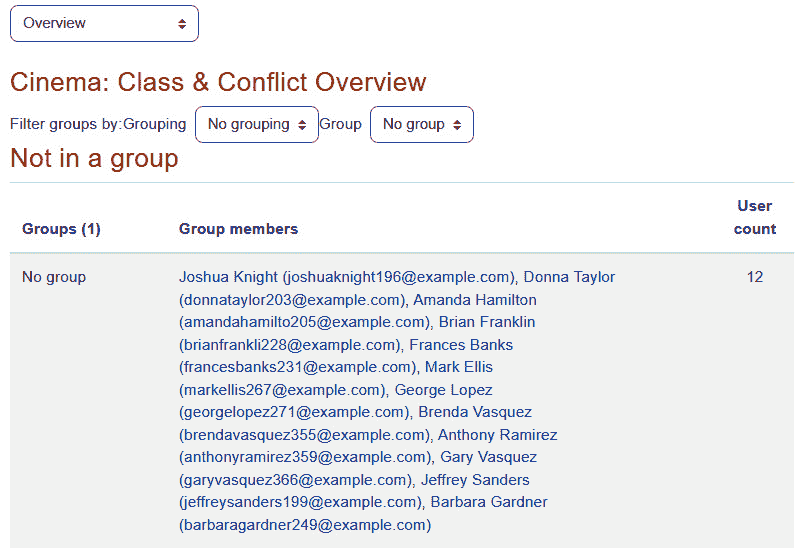 Overview
Cinema: Class & Conflict Overview
Filter groups by:Grouping No grouping Group No group
Not in a group
Groups (1) Group members User count
No group Joshua Knight (joshuaknight196@example.com), Donna Taylor 12
(donnataylor203@example.com), Amanda Hamilton
(amandahamilto205@example.com), Brian Franklin
(brianfrankli228@example.com), Frances Banks
(francesbanks231@example.com), Mark Ellis
(markellis267@example.com), George Lopez
(georgelopez271@example.com), Brenda Vasquez
(brendavasquez355@example.com), Anthony Ramirez
(anthonyramirez359@example.com), Gary Vasquez
(garyvasquez366@example.com), Jeffrey Sanders
(jeffreysanders199@example.com), Barbara Gardner
(barbaragardner249@example.com)